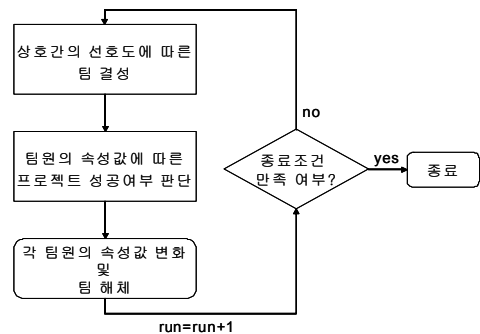 상호간의 선호도에 따른
팀 결성
팀원의 속성값에 따른
프로젝트 성공여부 판단
각 팀원의 속성값 변화
및
팀 해체
run=run+1
종료조건
만족 여부?
no
yes
종료